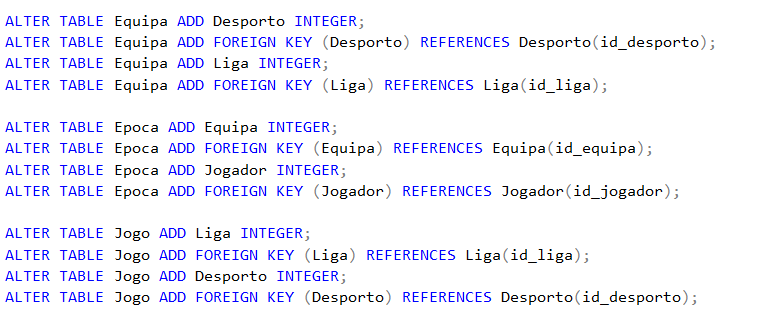 ALTER TABLE Equipa ADD Desporto INTEGER;
ALTER TABLE Equipa ADD FOREIGN KEY (Desporto) REFERENCES Desporto(id_desporto);
ALTER TABLE Equipa ADD Liga INTEGER;
ALTER TABLE Equipa ADD FOREIGN KEY (Liga) REFERENCES Liga(id_liga);

ALTER TABLE Epoca ADD Equipa INTEGER;
ALTER TABLE Epoca ADD FOREIGN KEY (Equipa) REFERENCES Equipa(id_equipa);
ALTER TABLE Epoca ADD Jogador INTEGER;
ALTER TABLE Epoca ADD FOREIGN KEY (Jogador) REFERENCES Jogador(id_jogador);

ALTER TABLE Jogo ADD Liga INTEGER;
ALTER TABLE Jogo ADD FOREIGN KEY (Liga) REFERENCES Liga(id_liga);
ALTER TABLE Jogo ADD Desporto INTEGER;
ALTER TABLE Jogo ADD FOREIGN KEY (Desporto) REFERENCES Desporto(id_desporto);